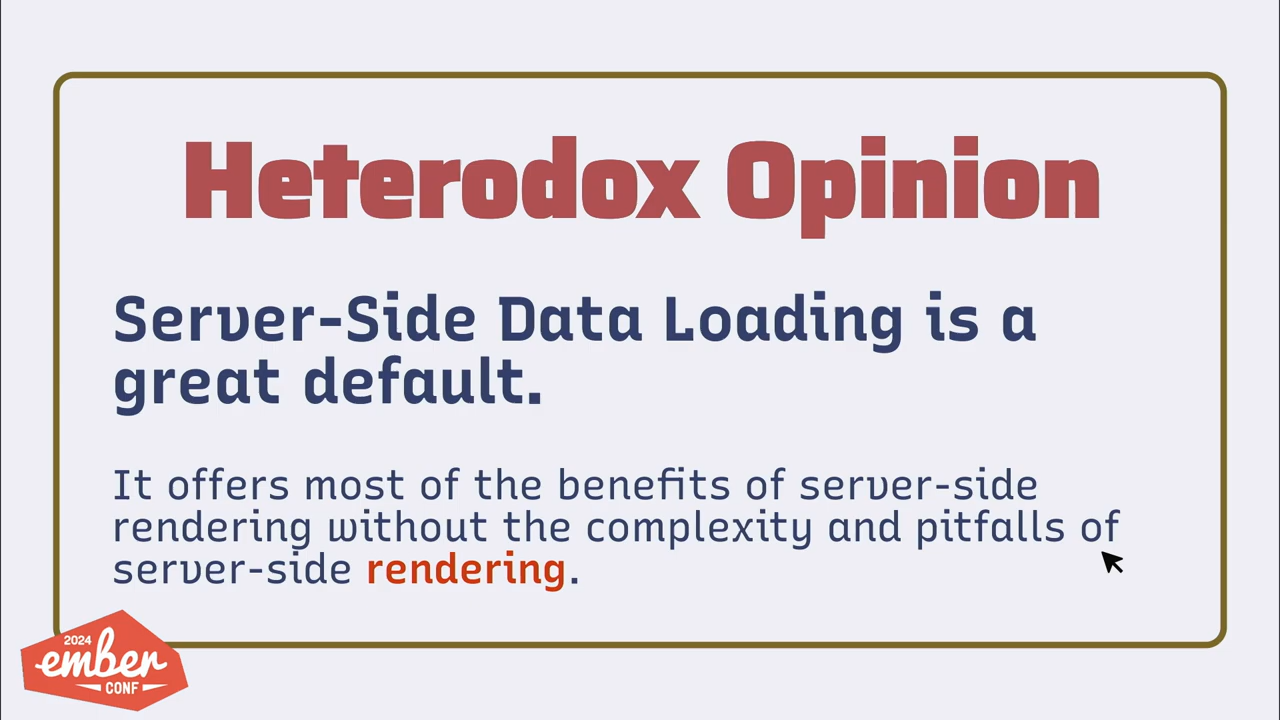 Heterodox Opinion
Server-Side Data Loading is a
great default.
It offers most of the benefits of server-side
rendering without the complexity and pitfalls of
server-side rendering.
2024
ember
CONF